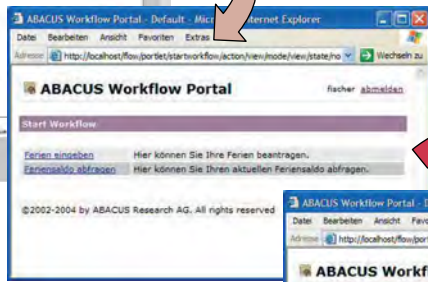 ABACUS Workflow Portal - Default - Mic ternet Explorer
Datei Bearbeiten Ansicht Favoriten Extras
Adresse http://localhost/flow/portlet/startworkflow/action/view/mode/view/state/no Wechseln zu
ABACUS Workflow Portal
fischer abmelden
Start Workflow
Ferien eingeben Hier können Sie Ihre Ferien beantragen.
Feriensaldo abfragen Hier können Sie Ihren aktuellen Feriensaldo abfragen.
©2002-2004 by ABACUS Research AG. All rights reserved
ABACUS Workflow Portal - D
Datei Bearbeiten Ansicht Favo
Adresse http://localhost/flow/port
ABACUS Workf